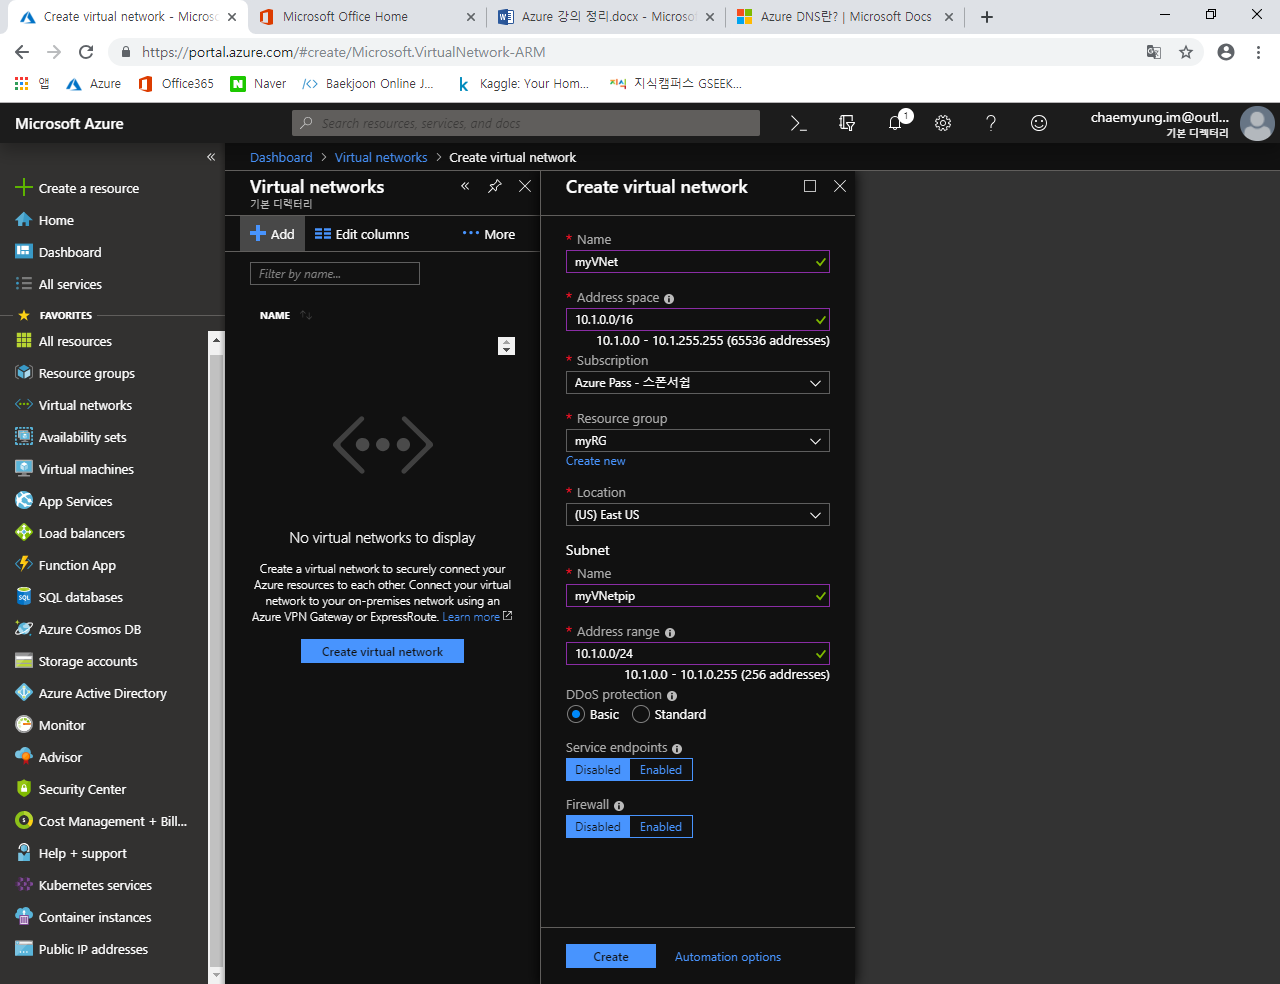 Create virtual network - Microso
Microsoft Office Home
Azure 강의 정리.docx - Microsof
Azure DNS란? | Microsoft Docs
https://portal.azure.com/#create/Microsoft.VirtualNetwork-ARM
앱
Azure
Office365
Naver
Baekjoon Online J...
Kaggle: Your Hom...
지식캠퍼스 GSEEK...
Microsoft Azure
Search resources, services, and docs
1
chaemyung.im@outl...
기본 디렉터리
Create a resource
Home
Dashboard
All services
FAVORITES
All resources
Resource groups
Virtual networks
Availability sets
Virtual machines
App Services
Load balancers
Function App
SQL databases
Azure Cosmos DB
Storage accounts
Azure Active Directory
Monitor
Advisor
Security Center
Cost Management + Bill...
Help + support
Kubernetes services
Container instances
Public IP addresses
Dashboard > Virtual networks > Create virtual network
Virtual networks
기본 디렉터리
Add
Edit columns
More
Filter by name...
NAME
No virtual networks to display
Create a virtual network to securely connect your
Azure resources to each other. Connect your virtual
network to your on-premises network using an
Azure VPN Gateway or ExpressRoute. Learn more
Create virtual network
Create virtual network
* Name
myVNet
* Address space
10.1.0.0/16
10.1.0.0 - 10.1.255.255 (65536 addresses)
* Subscription
Azure Pass - 스폰서쉽
* Resource group
myRG
Create new
* Location
(US) East US
Subnet
* Name
myVNetpip
* Address range
10.1.0.0/24
10.1.0.0 - 10.1.0.255 (256 addresses)
DDoS protection
Basic
Standard
Service endpoints
Disabled
Enabled
Firewall
Disabled
Enabled
Create
Automation options